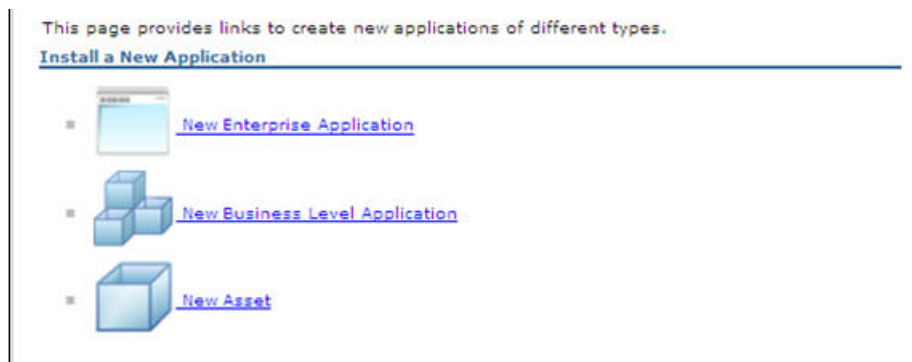 This page provides links to create new applications of different types.
Install a New Application
New Enterprise Application
New Business Level Application
New Asset